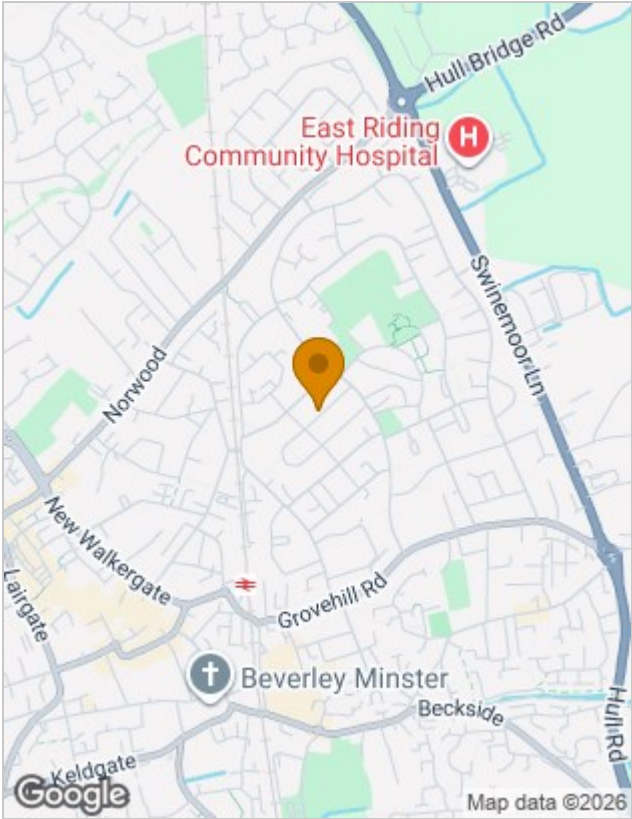 Hull Bridge Rd
East Riding
Community Hospital
H
Swinemoor Ln
Norwood
New Walkergate
Lairgate
Grovehill Rd
Beverley Minster
Beckside
Hull Rd
Keldgate
Google
Map data ©2026